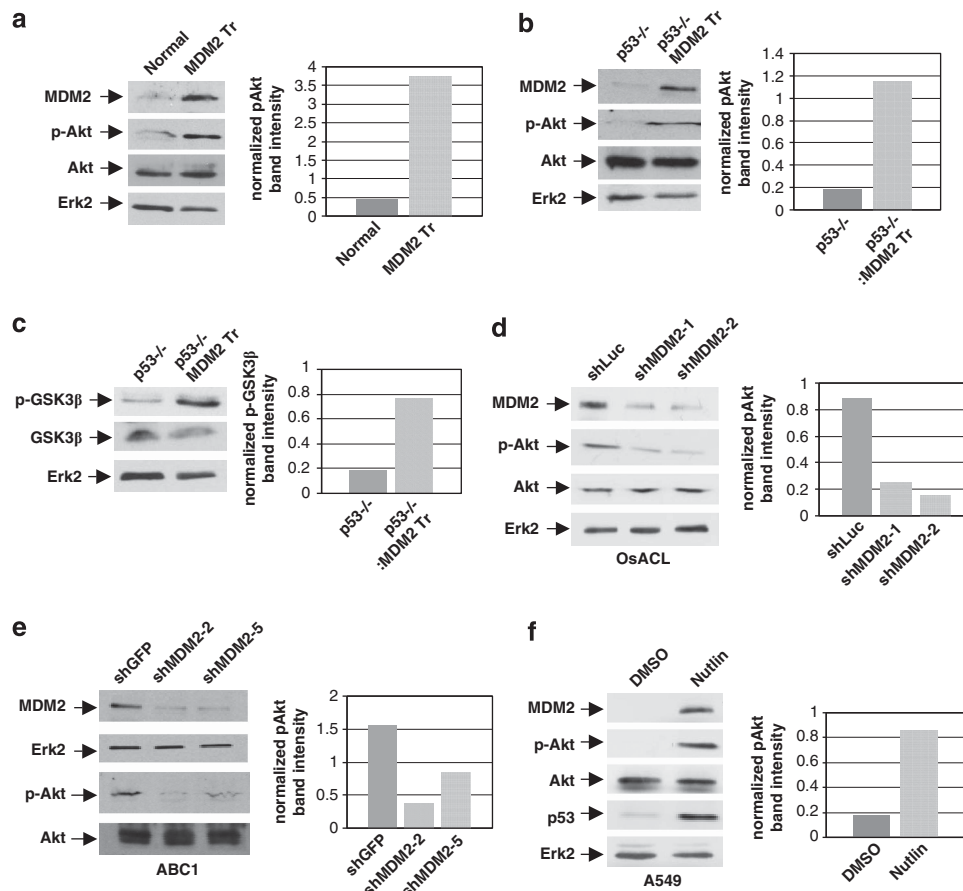 a
Normal
MDM2 Tr
MDM2
p-Akt
Akt
Erk2
normalized pAkt
band intensity
4
3.5
3
2.5
2
1.5
1
0.5
0
Normal
MDM2 Tr
b
p53-/-
p53-/-
MDM2 Tr
MDM2
p-Akt
Akt
Erk2
normalized pAkt
band intensity
1.4
1.2
1.0
0.8
0.6
0.4
0.2
0
p53-/-
p53-/-
:MDM2 Tr
c
p53-/-
p53-/-
MDM2 Tr
p-GSK3β
GSK3β
Erk2
normalized p-GSK3β
band intensity
1
0.8
0.6
0.4
0.2
0
p53-/-
p53-/-
:MDM2 Tr
d
shLuc
shMDM2-1
shMDM2-2
MDM2
p-Akt
Akt
Erk2
OsACL
normalized pAkt
band intensity
1
0.8
0.6
0.4
0.2
0
shLuc
shMDM2-1
shMDM2-2
e
shGFP
shMDM2-2
shMDM2-5
MDM2
Erk2
p-Akt
Akt
ABC1
normalized pAkt
band intensity
2
1.5
1
0.5
0
shGFP
shMDM2-2
shMDM2-5
f
DMSO
Nutlin
MDM2
p-Akt
Akt
p53
Erk2
A549
normalized pAkt
band intensity
1
0.8
0.6
0.4
0.2
0
DMSO
Nutlin